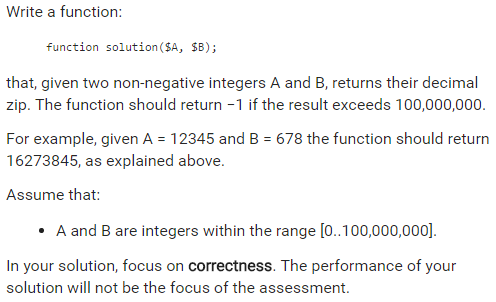 Write a function:
function solution($A, $B);
that, given two non-negative integers A and B, returns their decimal
zip. The function should return −1 if the result exceeds 100,000,000.
For example, given A = 12345 and B = 678 the function should return
16273845, as explained above.
Assume that:
• A and B are integers within the range [0..100,000,000].
In your solution, focus on correctness. The performance of your
solution will not be the focus of the assessment.